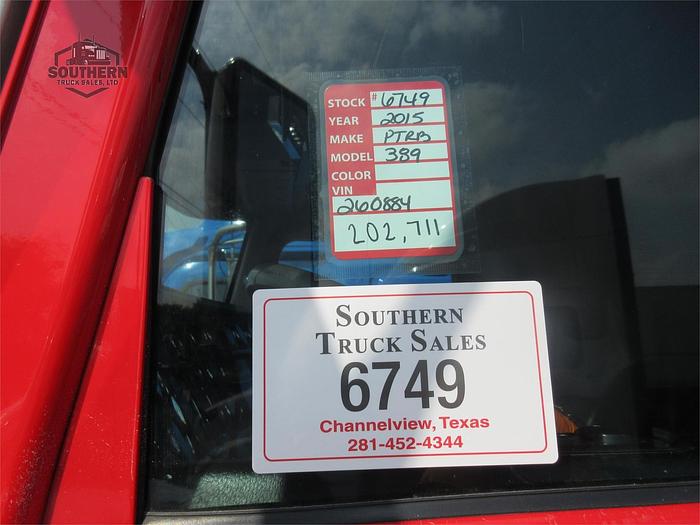 SOUTHERN
TRUCK SALES, LTD
STOCK #6749
YEAR 2015
MAKE PTRB
MODEL 389
COLOR
VIN
260884
202,711
SOUTHERN
TRUCK SALES
6749
Channelview, Texas
281-452-4344